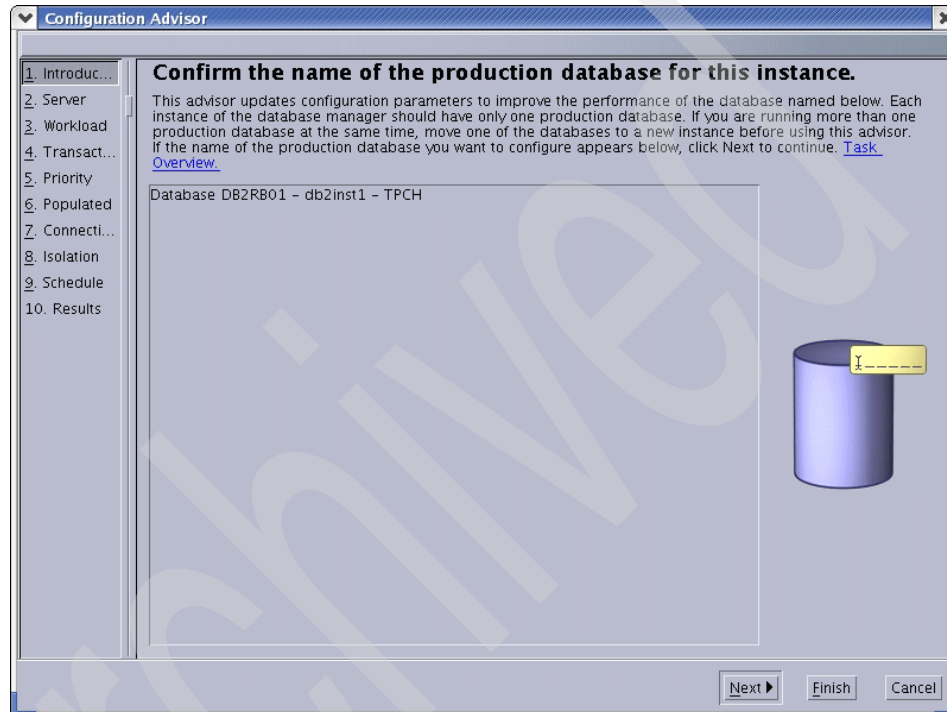 Configuration Advisor
1. Introduc...
2. Server
3. Workload
4. Transact...
5. Priority
6. Populated
7. Connecti...
8. Isolation
9. Schedule
10. Results
Confirm the name of the production database for this instance.
This advisor updates configuration parameters to improve the performance of the database named below. Each
instance of the database manager should have only one production database. If you are running more than one
production database at the same time, move one of the databases to a new instance before using this advisor.
If the name of the production database you want to configure appears below, click Next to continue. Task
Overview.
Database DB2RB01 - db2inst1 - TPCH
Next
Finish
Cancel